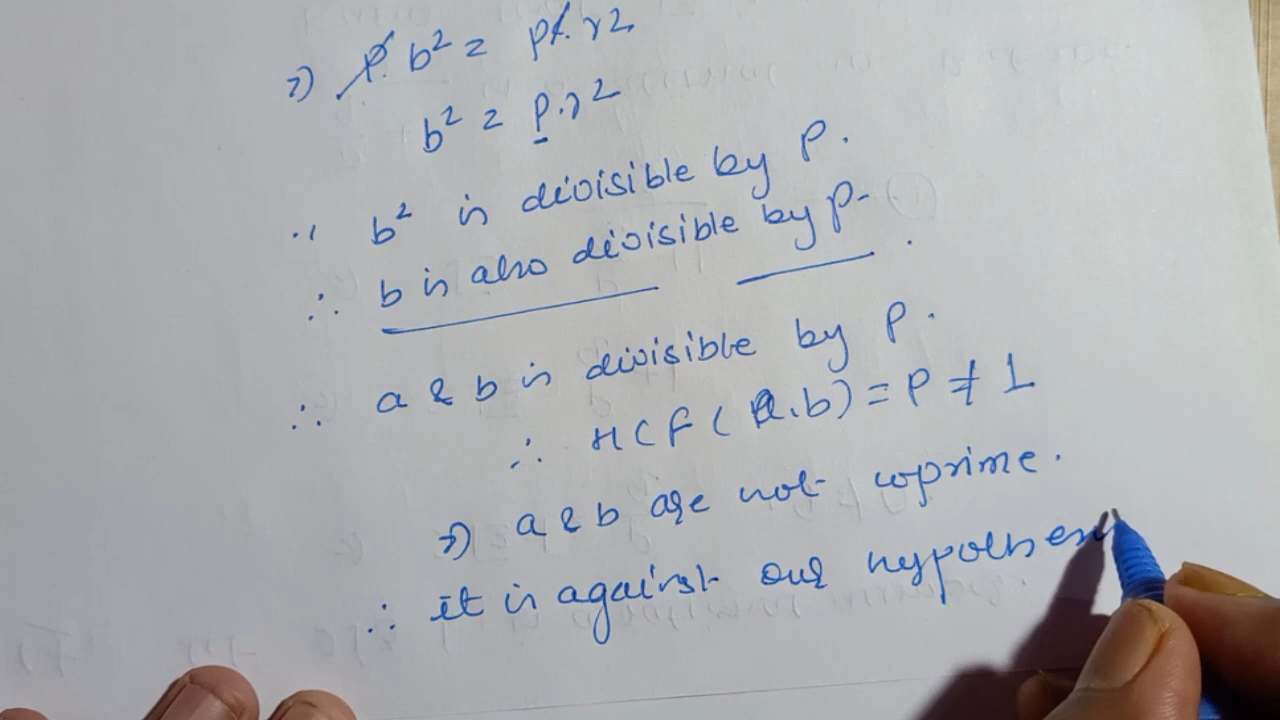 ⇒) p. b² = p². r²
b² = p. r²
∵ b² is divisible by p.
∴ b is also divisible by p.
∴ a & b is divisible by p.
∴ HCF (a, b) = p ≠ 1
⇒) a & b are not coprime.
∴ it is against our hypothesi